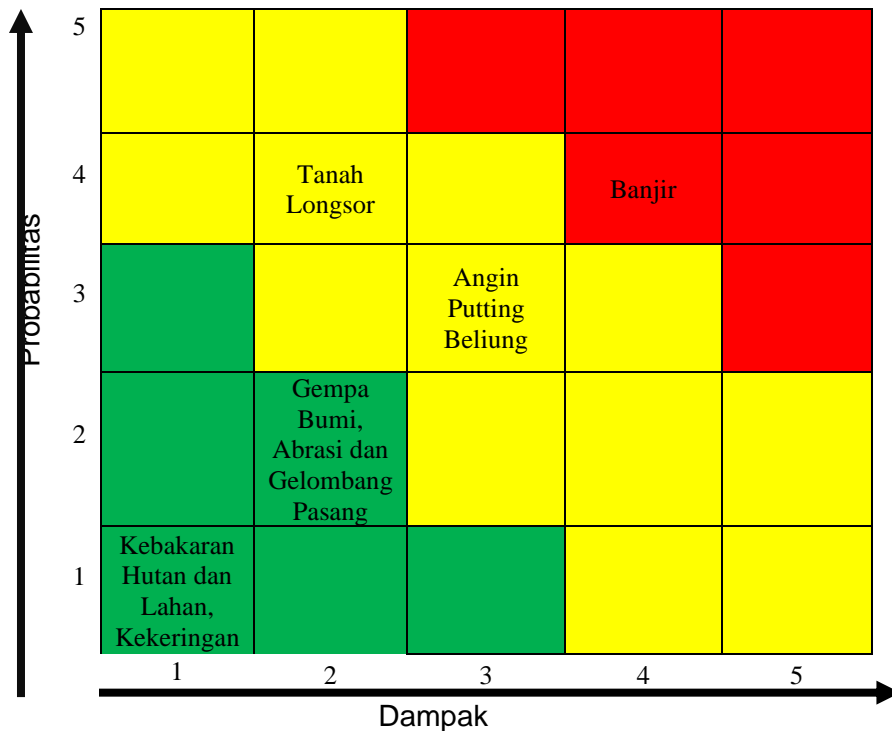 5
4
Tanah
Longsor
Banjir
Probabilitas
3
Angin
Putting
Beliung
2
Gempa
Bumi,
Abrasi dan
Gelombang
Pasang
1
Kebakaran
Hutan dan
Lahan,
Kekeringan
1
2
3
4
5
Dampak